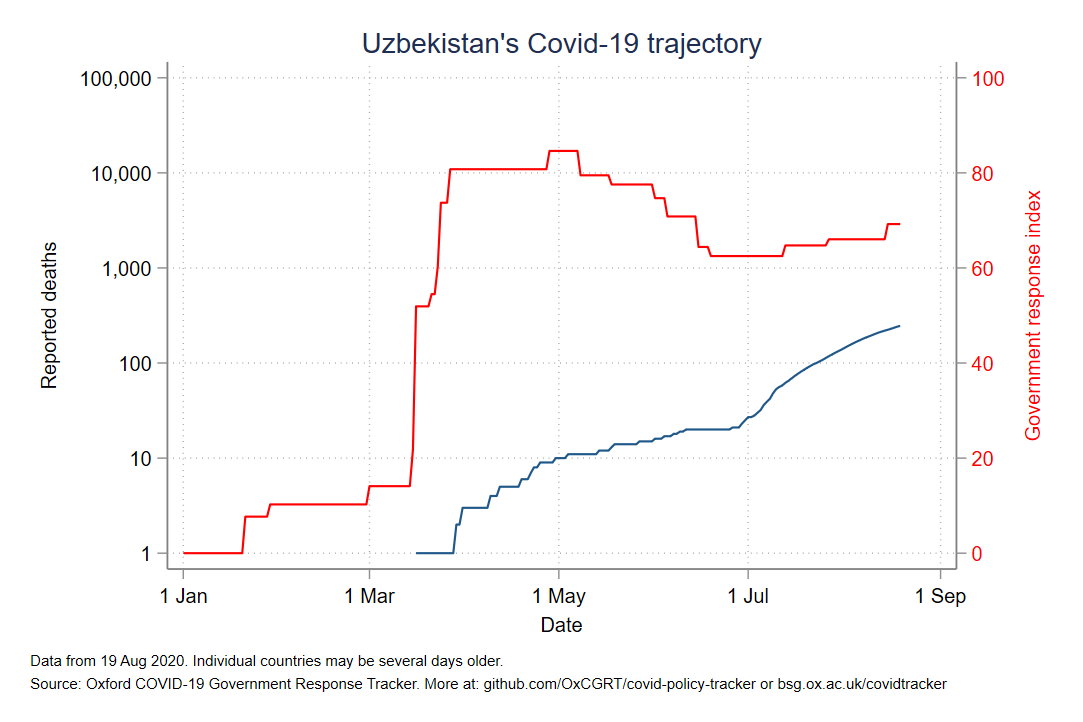 Uzbekistan's Covid-19 trajectory
100,000
10,000
1,000
100
10
1
Reported deaths
100
80
60
40
20
0
Government response index
1 Jan 1 Mar 1 May 1 Jul 1 Sep
Date
Data from 19 Aug 2020. Individual countries may be several days older.
Source: Oxford COVID-19 Government Response Tracker. More at: github.com/OxCGRT/covid-policy-tracker or bsg.ox.ac.uk/covidtracker